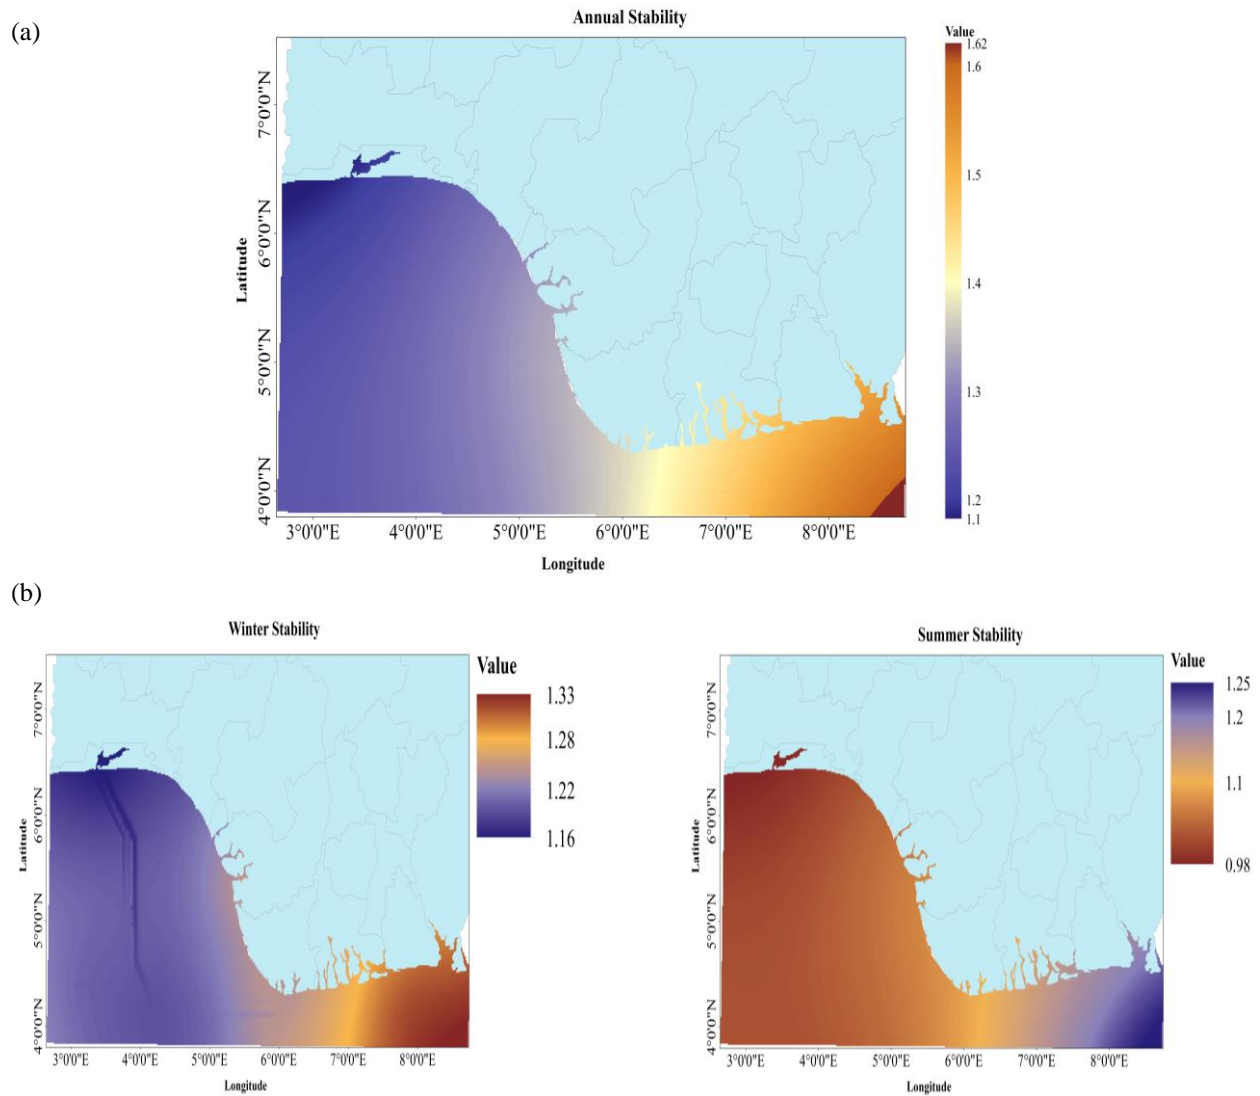 (a)
Annual Stability
Value
1.62
1.6
1.5
1.4
1.3
1.2
1.1
Latitude
7°0'0"N
6°0'0"N
5°0'0"N
4°0'0"N
3°0'0"E 4°0'0"E 5°0'0"E 6°0'0"E 7°0'0"E 8°0'0"E
Longitude
(b)
Winter Stability
Value
1.33
1.28
1.22
1.16
Latitude
7°0'0"N
6°0'0"N
5°0'0"N
4°0'0"N
3°0'0"E 4°0'0"E 5°0'0"E 6°0'0"E 7°0'0"E 8°0'0"E
Longitude
Summer Stability
Value
1.25
1.2
1.1
0.98
Latitude
7°0'0"N
6°0'0"N
5°0'0"N
4°0'0"N
3°0'0"E 4°0'0"E 5°0'0"E 6°0'0"E 7°0'0"E 8°0'0"E
Longitude